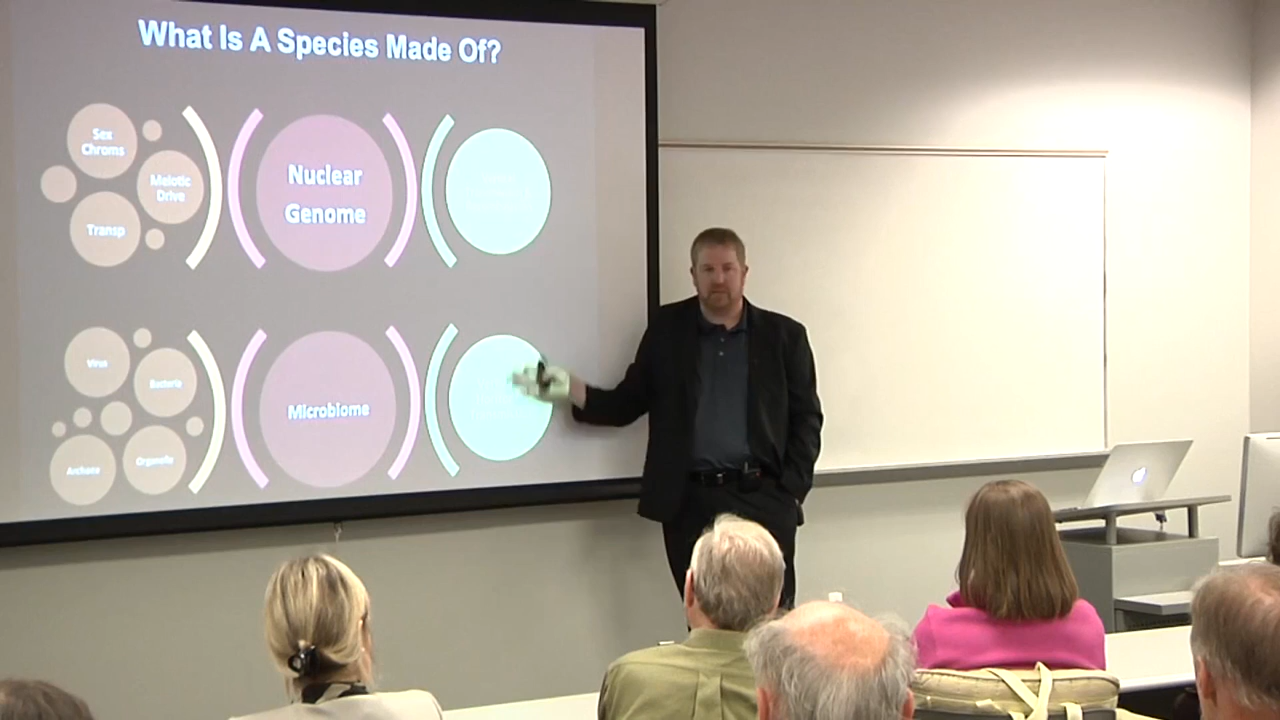 What Is A Species Made Of?
Sex
Chroms
Meiotic
Drive
Transp
Nuclear
Genome
Virus
Bacteria
Archaea
Organelle
Microbiome